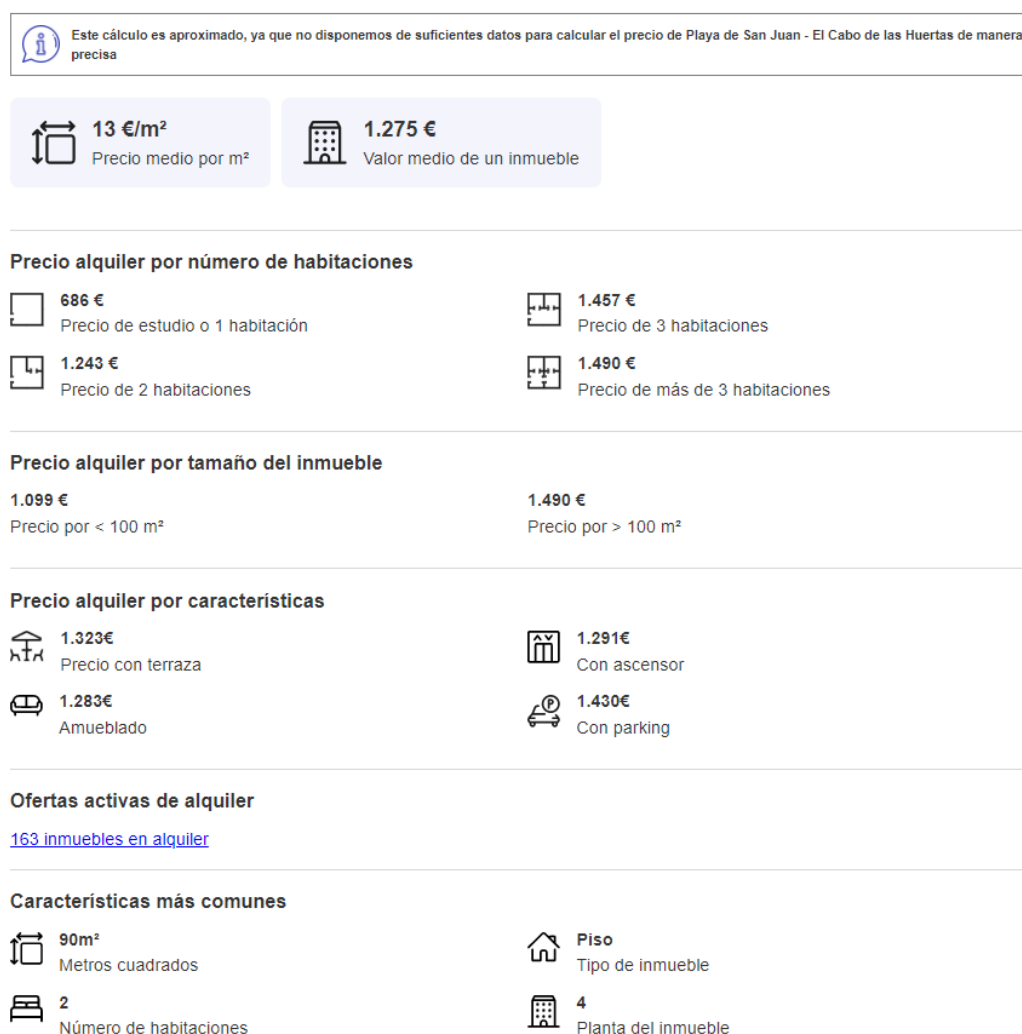 Este cálculo es aproximado, ya que no disponemos de suficientes datos para calcular el precio de Playa de San Juan - El Cabo de las Huertas de manera
precisa
13 €/m²
Precio medio por m²
1.275 €
Valor medio de un inmueble
Precio alquiler por número de habitaciones
686 €
Precio de estudio o 1 habitación
1.457 €
Precio de 3 habitaciones
1.243 €
Precio de 2 habitaciones
1.490 €
Precio de más de 3 habitaciones
Precio alquiler por tamaño del inmueble
1.099 €
Precio por < 100 m²
1.490 €
Precio por > 100 m²
Precio alquiler por características
1.323€
Precio con terraza
1.291€
Con ascensor
1.283€
Amueblado
1.430€
Con parking
Ofertas activas de alquiler
163 inmuebles en alquiler
Características más comunes
90m²
Metros cuadrados
Piso
Tipo de inmueble
2
Número de habitaciones
4
Planta del inmueble